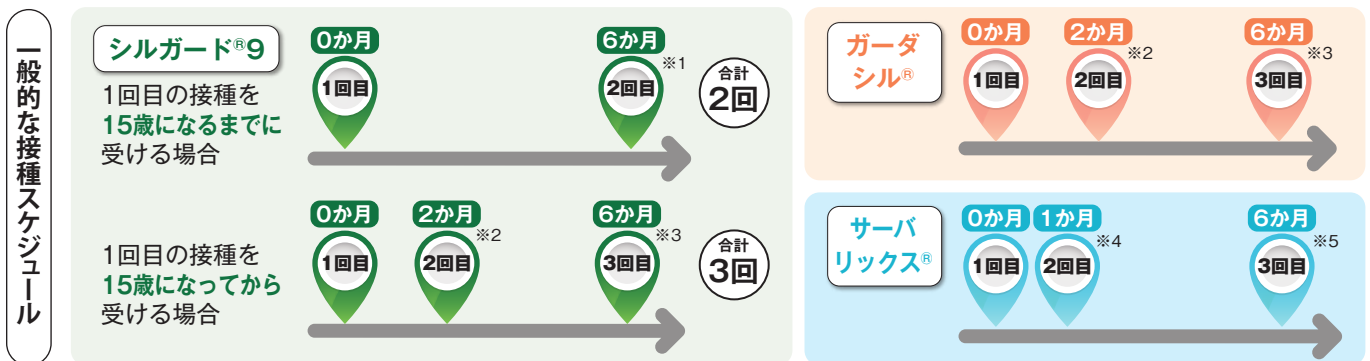 一般的な接種スケジュール
シルガード®9
1回目の接種を
15歳になるまでに
受ける場合
0か月
1回目
6か月
※1
2回目
合計
2回
1回目の接種を
15歳になってから
受ける場合
0か月
1回目
2か月
※2
2回目
6か月
※3
3回目
合計
3回
ガーダ
シル®
0か月
1回目
2か月
※2
2回目
6か月
※3
3回目
サーバ
リックス®
0か月
1回目
1か月
※4
2回目
6か月
※5
3回目